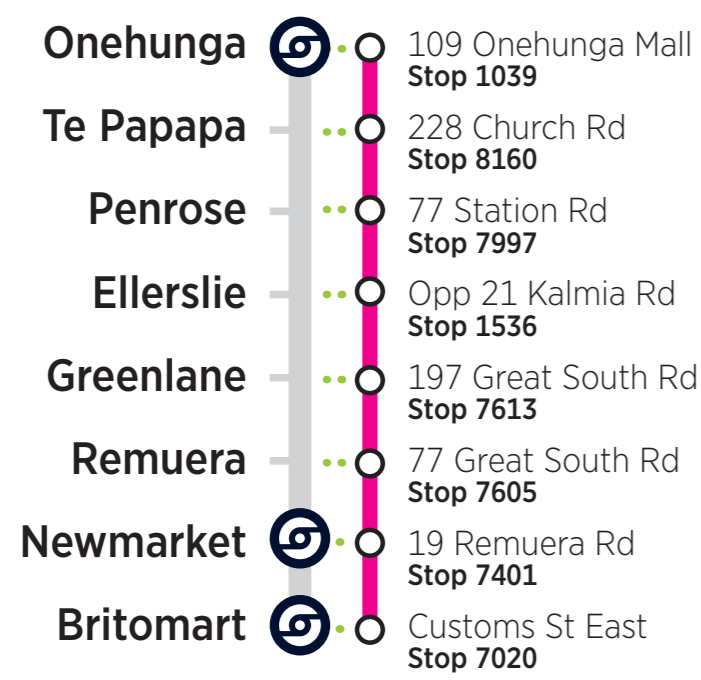 Onehunga
109 Onehunga Mall
Stop 1039
Te Papapa
228 Church Rd
Stop 8160
Penrose
77 Station Rd
Stop 7997
Ellerslie
Opp 21 Kalmia Rd
Stop 1536
Greenlane
197 Great South Rd
Stop 7613
Remuera
77 Great South Rd
Stop 7605
Newmarket
19 Remuera Rd
Stop 7401
Britomart
Customs St East
Stop 7020